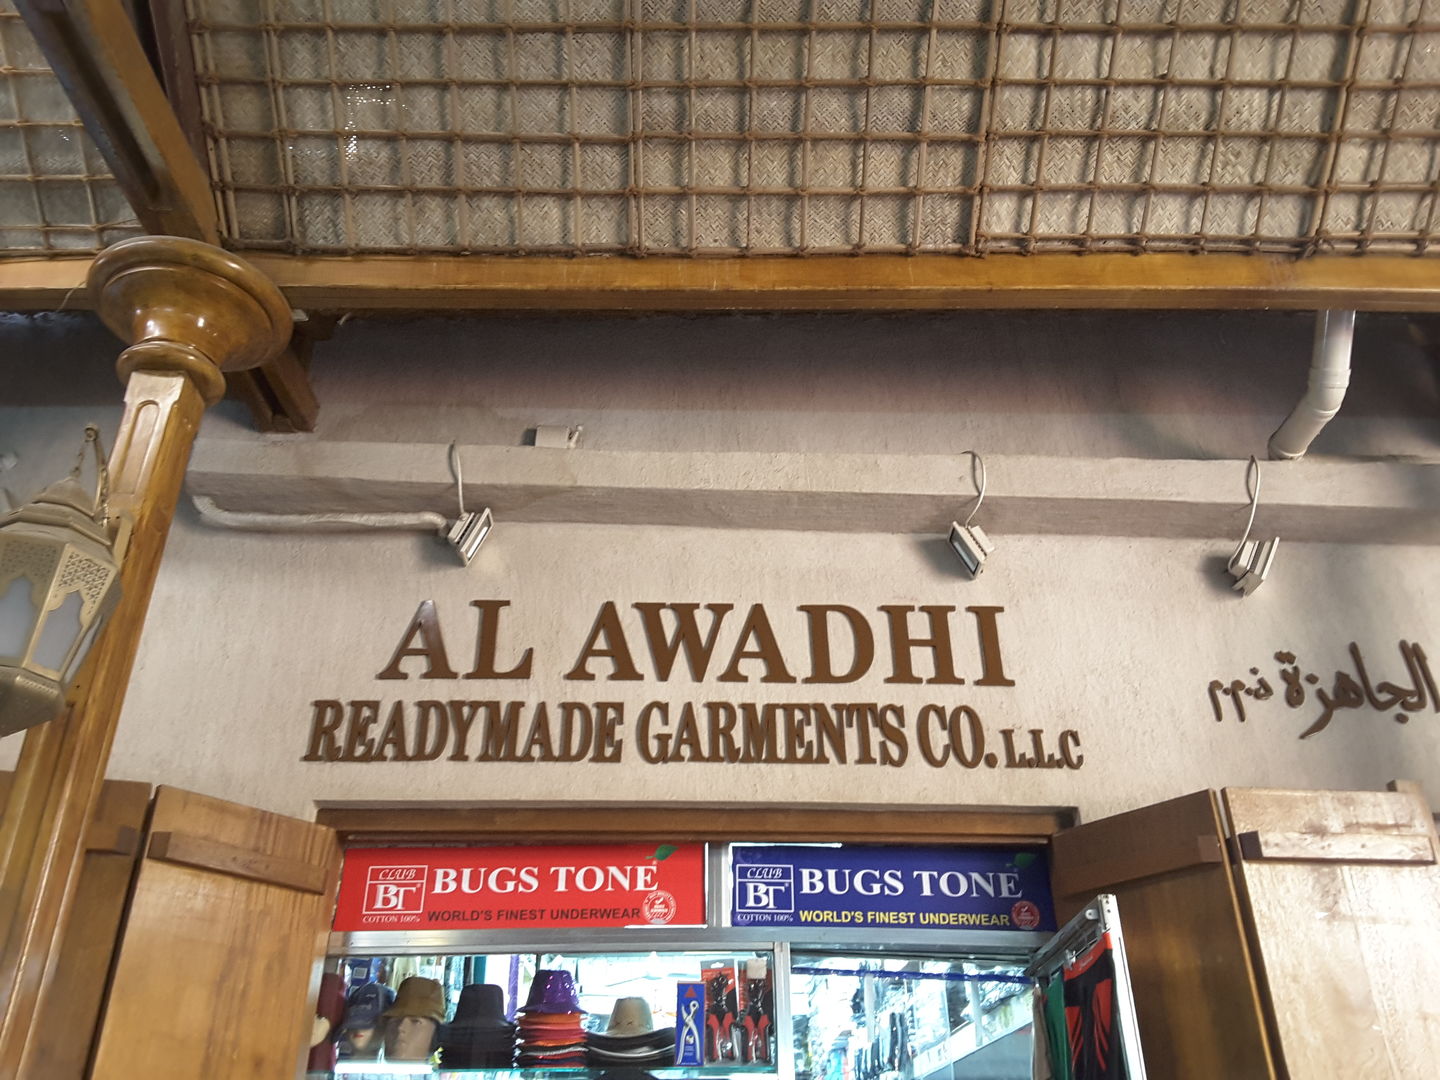 AL AWADHI
READYMADE GARMENTS CO. L.L.C
الجاهزة ذ.م.م
CLUB
BT
COTTON 100%
BUGS TONE
WORLD'S FINEST UNDERWEAR
CLUB
BT
COTTON 100%
BUGS TONE
WORLD'S FINEST UNDERWEAR